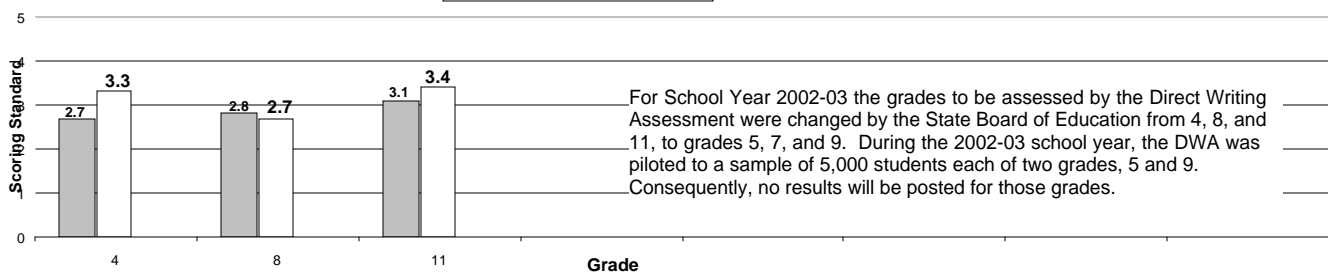 5
4
3.3
3.4
2.7
2.8
2.7
3.1
3
2
1
0
Scoring Standard
4
8
11
Grade
For School Year 2002-03 the grades to be assessed by the Direct Writing
Assessment were changed by the State Board of Education from 4, 8, and
11, to grades 5, 7, and 9. During the 2002-03 school year, the DWA was
piloted to a sample of 5,000 students each of two grades, 5 and 9.
Consequently, no results will be posted for those grades.